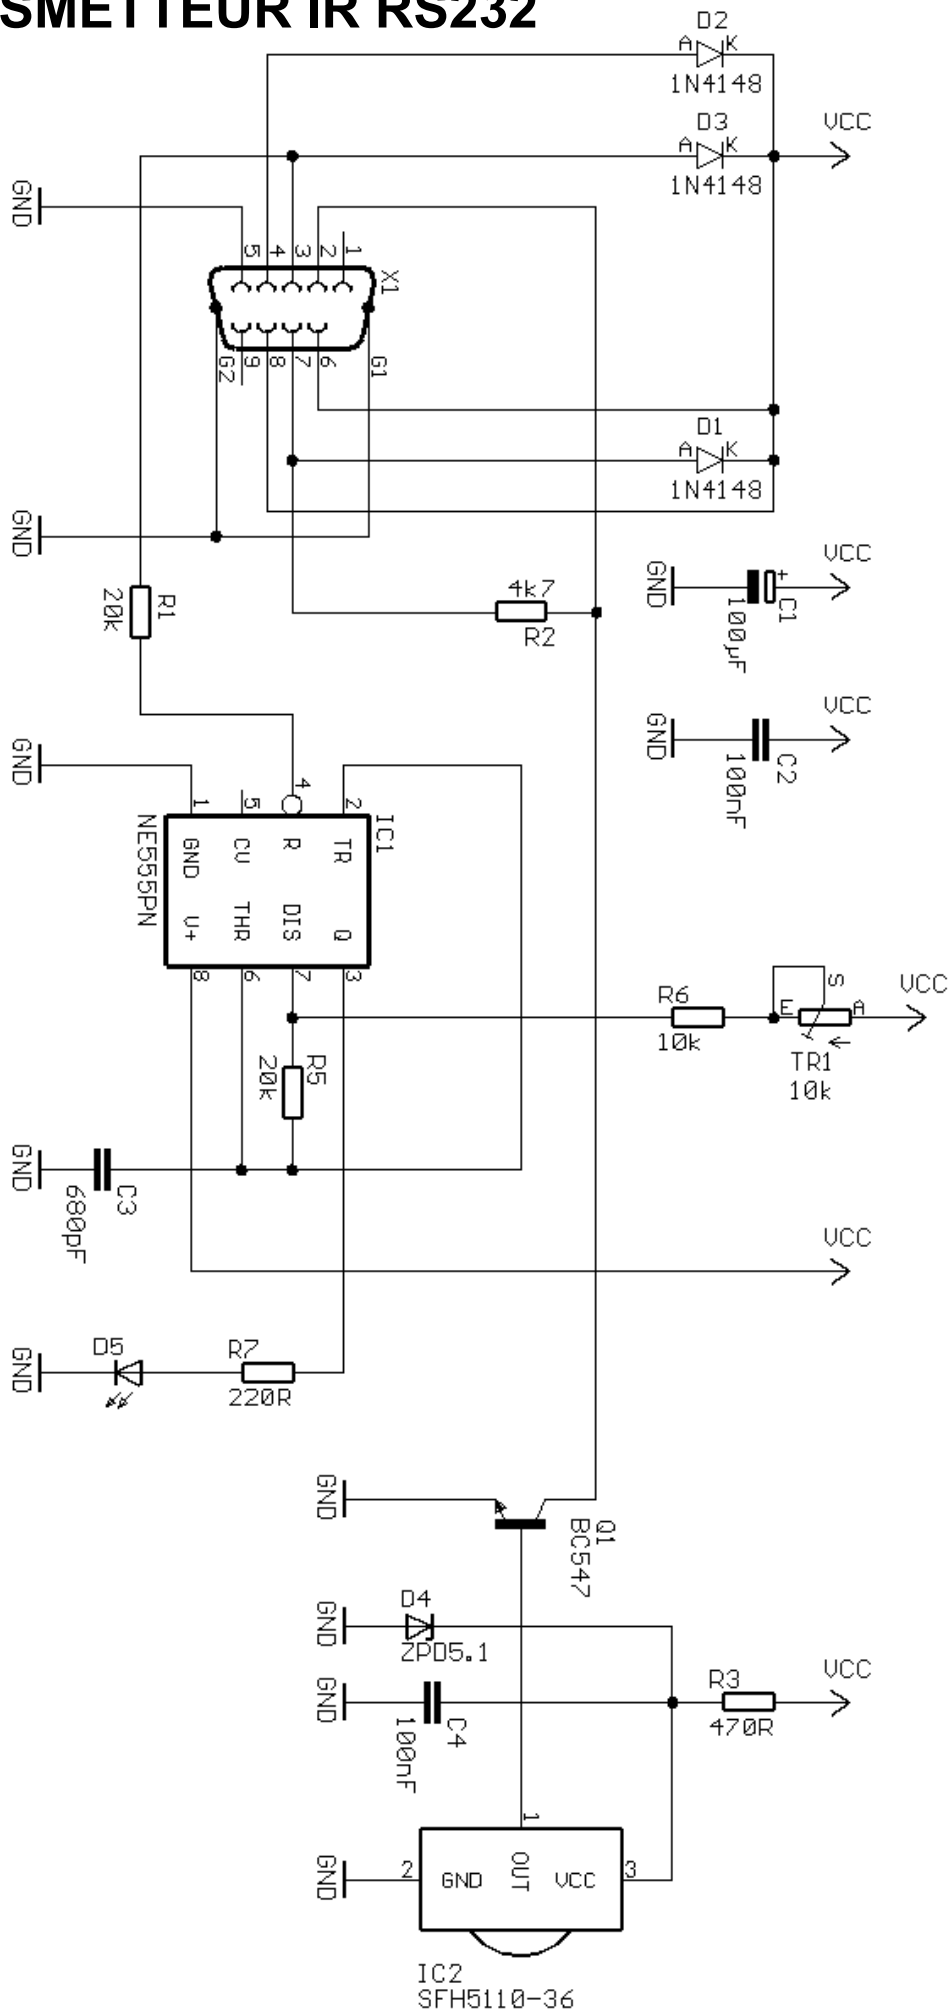 SMETTEUR IR RS232
D2
A
K
1N4148
D3
VCC
A
K
1N4148
GND
5
4
3
2
1
X1
G2
9
8
7
6
G1
D1
A
K
1N4148
GND
VCC
GND
+
C1
100µF
R1
20k
4k7
R2
VCC
GND
C2
100nF
GND
1
5
4
2
IC1
NE555PN
GND
CV
R
TR
V+
THR
DIS
Q
8
6
7
3
R6
10k
E
S
A
VCC
TR1
10k
R5
20k
GND
C3
680pF
VCC
D5
R7
GND
220R
GND
Q1
BC547
D4
GND
ZPD5.1
R3
VCC
GND
C4
100nF
470R
1
GND
2
GND
OUT
VCC
3
IC2
SFH5110-36